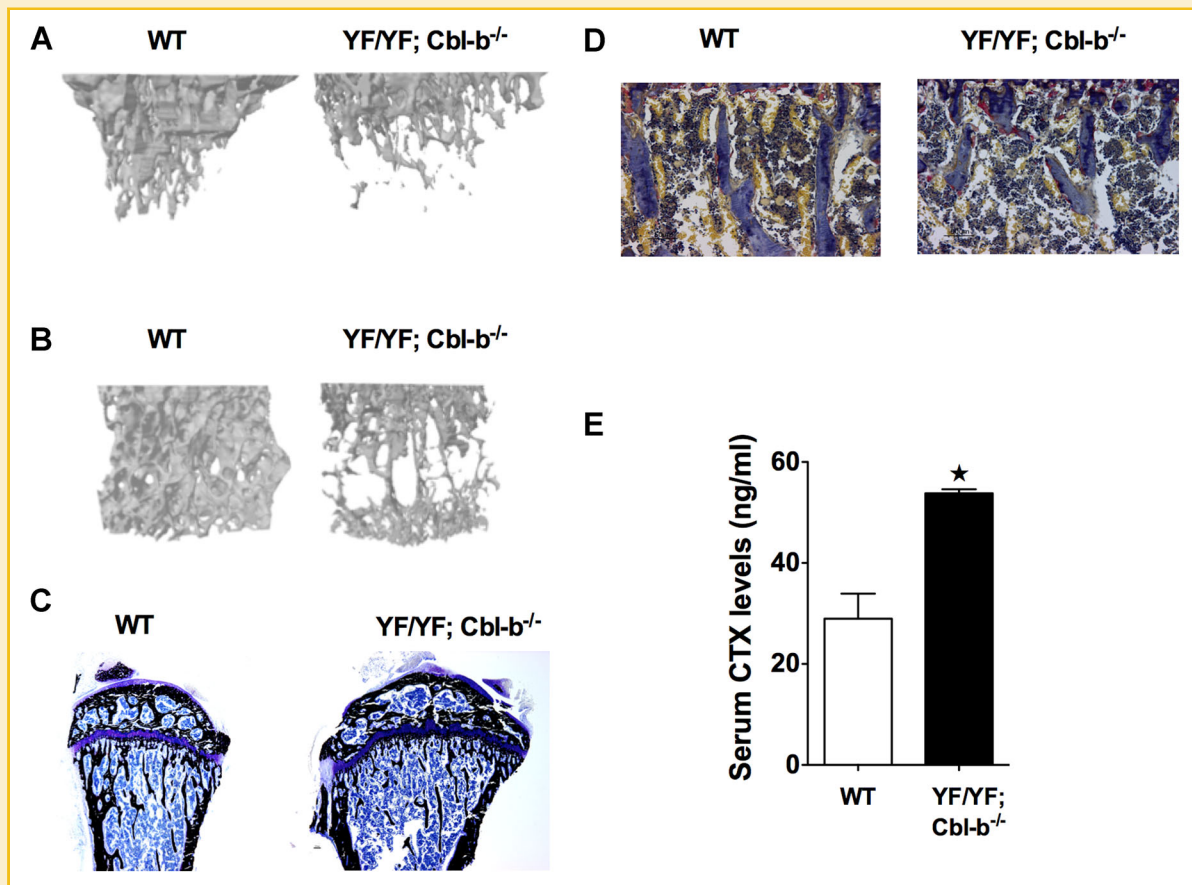 A
WT
YF/YF; Cbl-b-/-
B
WT
YF/YF; Cbl-b-/-
C
WT
YF/YF; Cbl-b-/-
D
WT
YF/YF; Cbl-b-/-
E
Serum CTX levels (ng/ml)
60
40
20
0
★
WT
YF/YF;
Cbl-b-/-